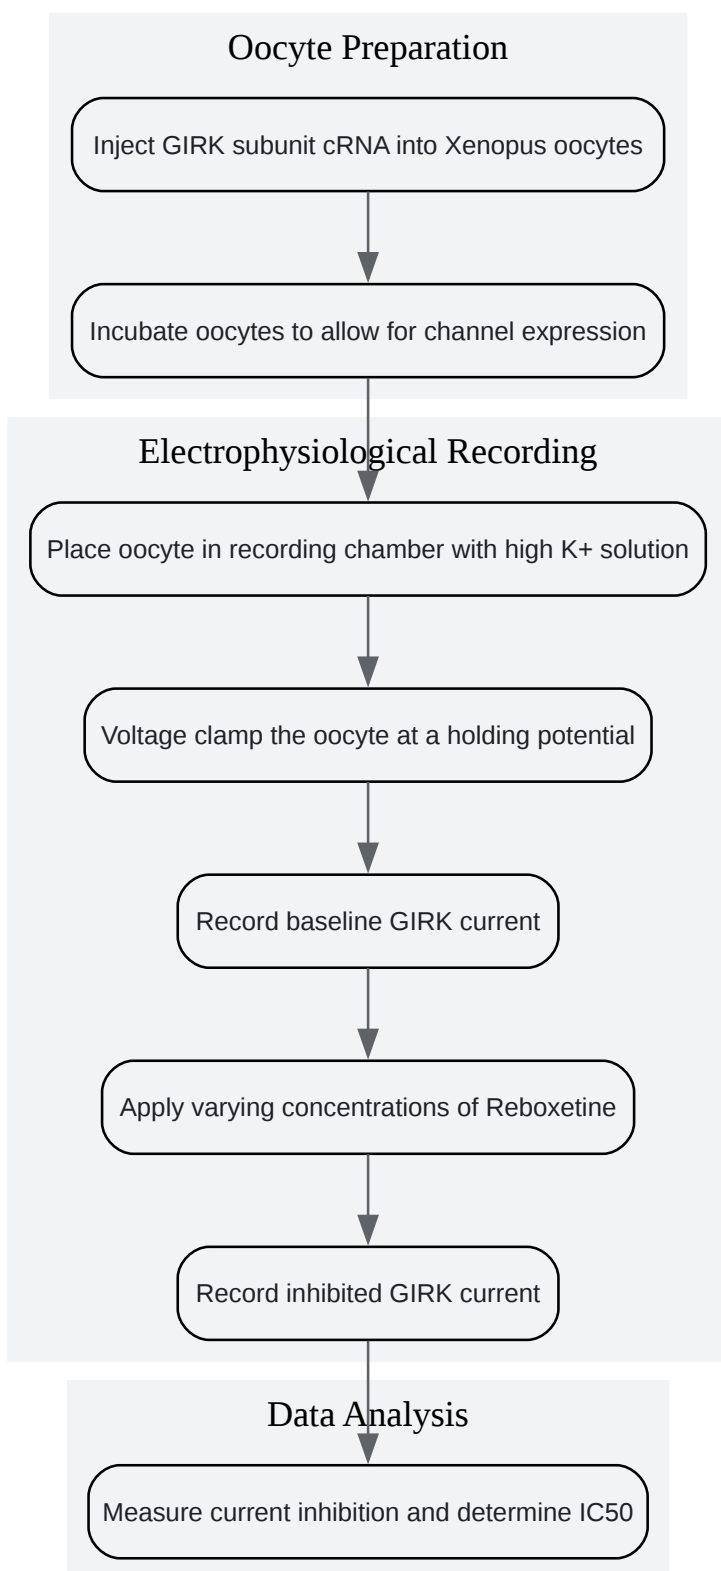 Oocyte Preparation
Inject GIRK subunit cRNA into Xenopus oocytes
Incubate oocytes to allow for channel expression
Electrophysiological Recording
Place oocyte in recording chamber with high K+ solution
Voltage clamp the oocyte at a holding potential
Record baseline GIRK current
Apply varying concentrations of Reboxetine
Record inhibited GIRK current
Data Analysis
Measure current inhibition and determine IC50